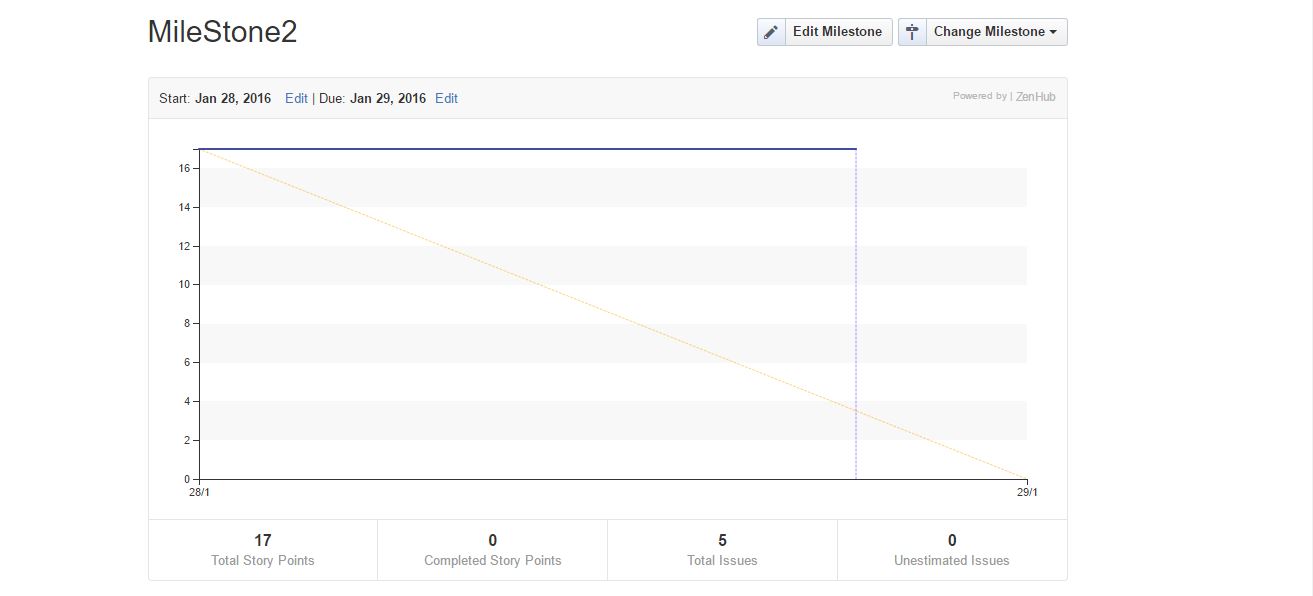 MileStone2
Edit Milestone
Change Milestone
Start: Jan 28, 2016 Edit | Due: Jan 29, 2016 Edit
Powered by | ZenHub
16
14
12
10
8
6
4
2
0
28/1 29/1
17 0 5 0
Total Story Points Completed Story Points Total Issues Unestimated Issues